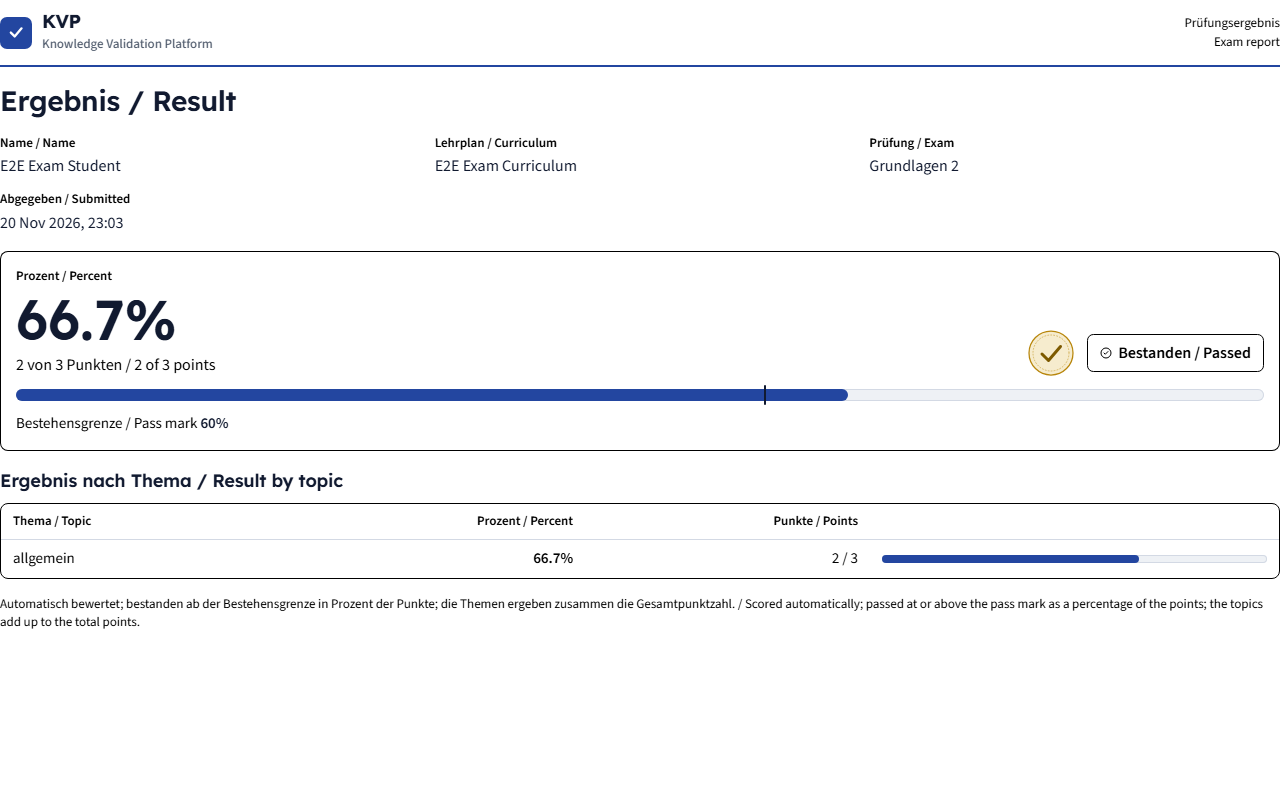 KVP
Knowledge Validation Platform
Prüfungsergebnis
Exam report
Ergebnis / Result
Name / Name
E2E Exam Student
Lehrplan / Curriculum
E2E Exam Curriculum
Prüfung / Exam
Grundlagen 2
Abgegeben / Submitted
20 Nov 2026, 23:03
Prozent / Percent
66.7%
2 von 3 Punkten / 2 of 3 points
Bestanden / Passed
Bestehensgrenze / Pass mark 60%
Ergebnis nach Thema / Result by topic
Thema / Topic Prozent / Percent Punkte / Points
allgemein 66.7% 2 / 3
Automatisch bewertet; bestanden ab der Bestehensgrenze in Prozent der Punkte; die Themen ergeben zusammen die Gesamtpunktzahl. / Scored automatically; passed at or above the pass mark as a percentage of the points; the topics
add up to the total points.